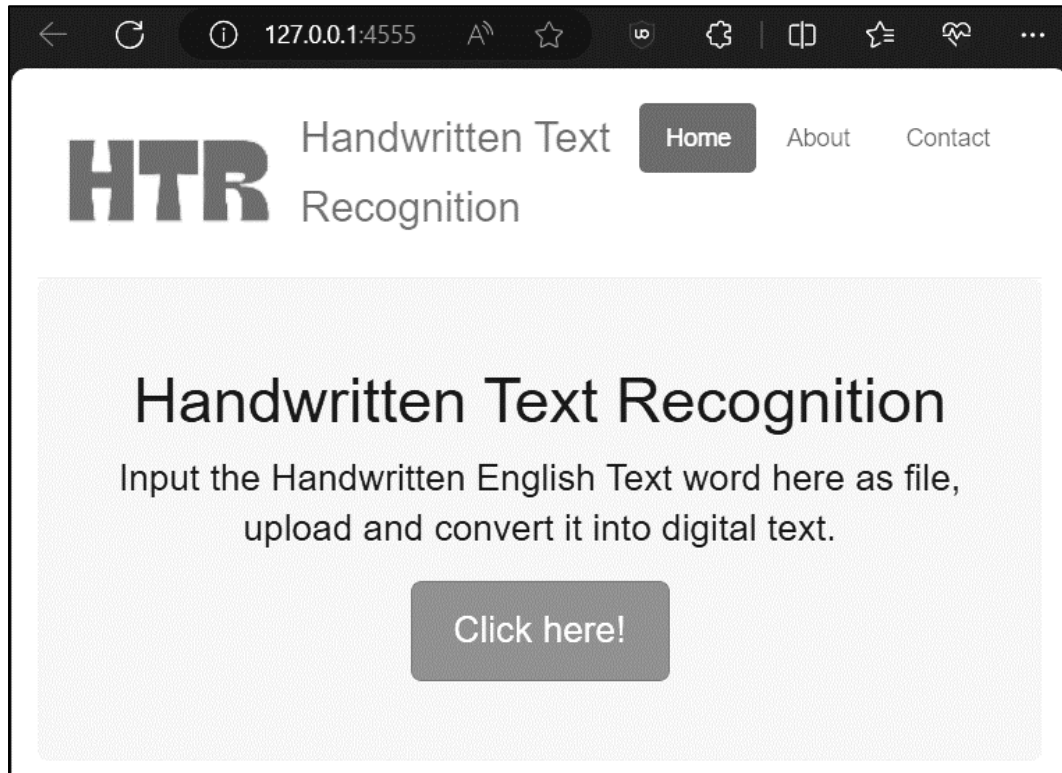 127.0.0.1:4555
HTR
Handwritten Text
Recognition
Home
About
Contact
Handwritten Text Recognition
Input the Handwritten English Text word here as file,
upload and convert it into digital text.
Click here!